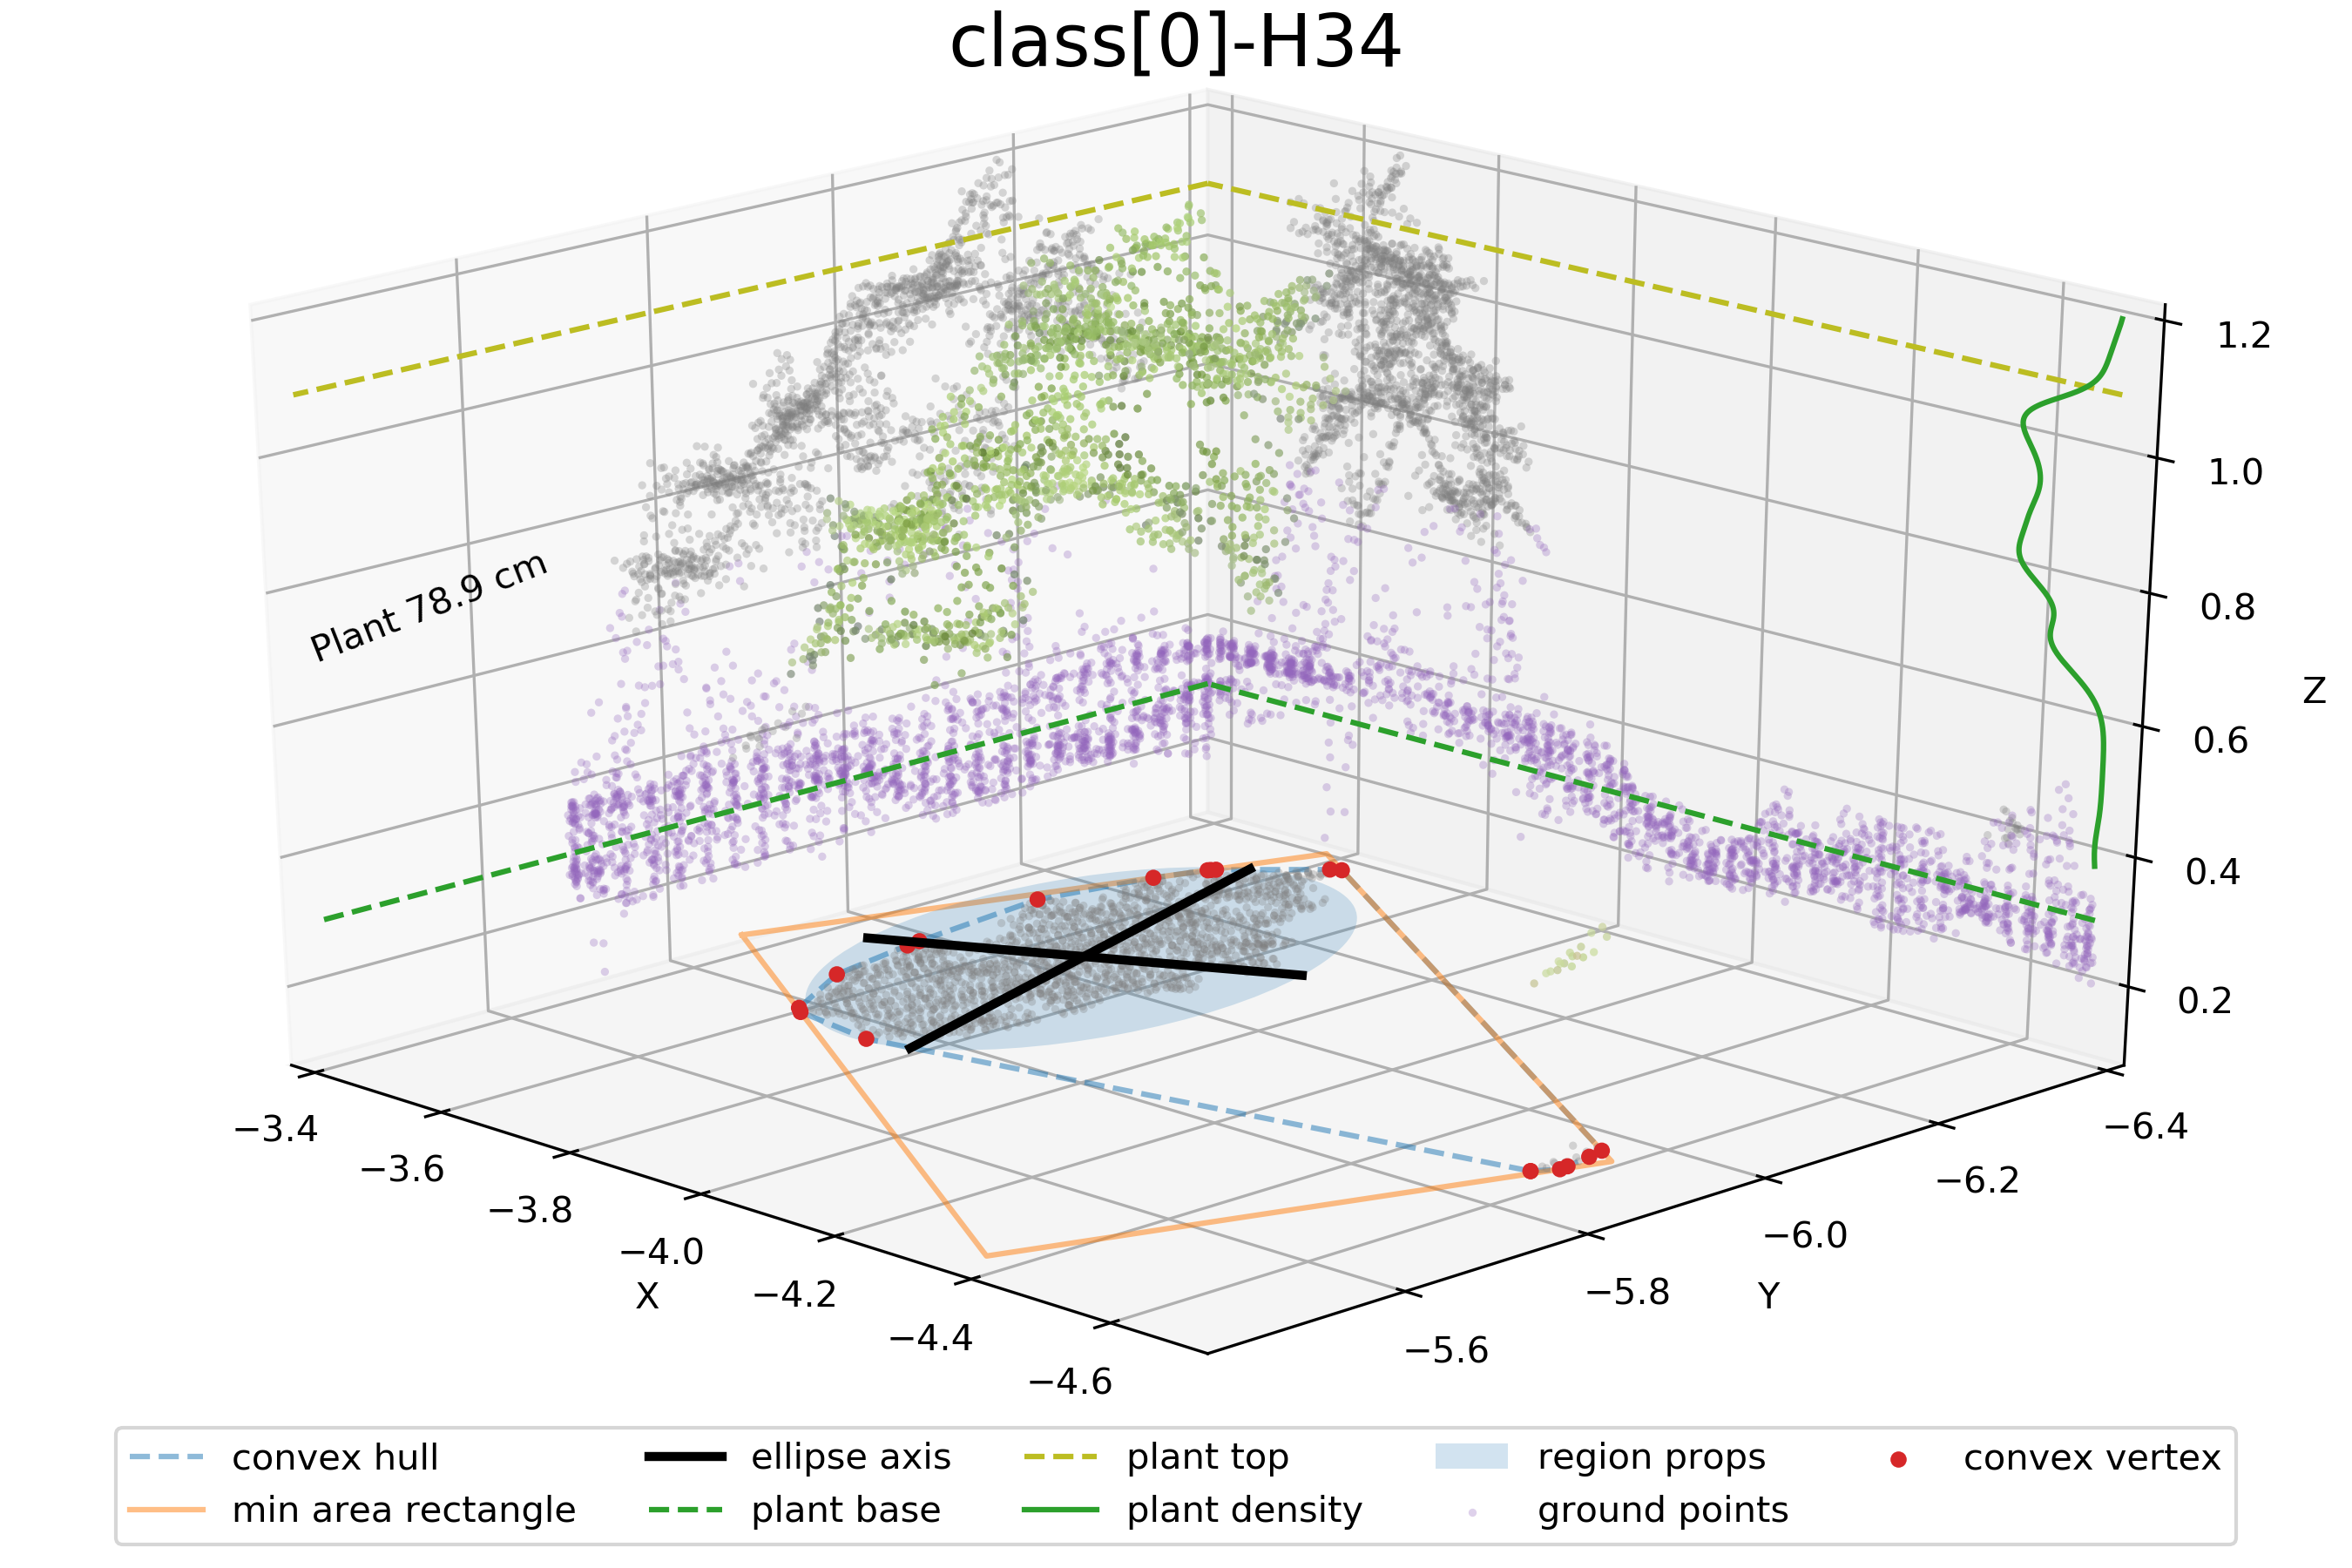 class[0]-H34
Plant 78.9 cm
1.2
1.0
0.8
0.6
0.4
0.2
Z
−3.4
−3.6
−3.8
−4.0
−4.2
−4.4
−4.6
X
−6.4
−6.2
−6.0
−5.8
−5.6
Y
convex hull
min area rectangle
ellipse axis
plant base
plant top
plant density
region props
ground points
convex vertex